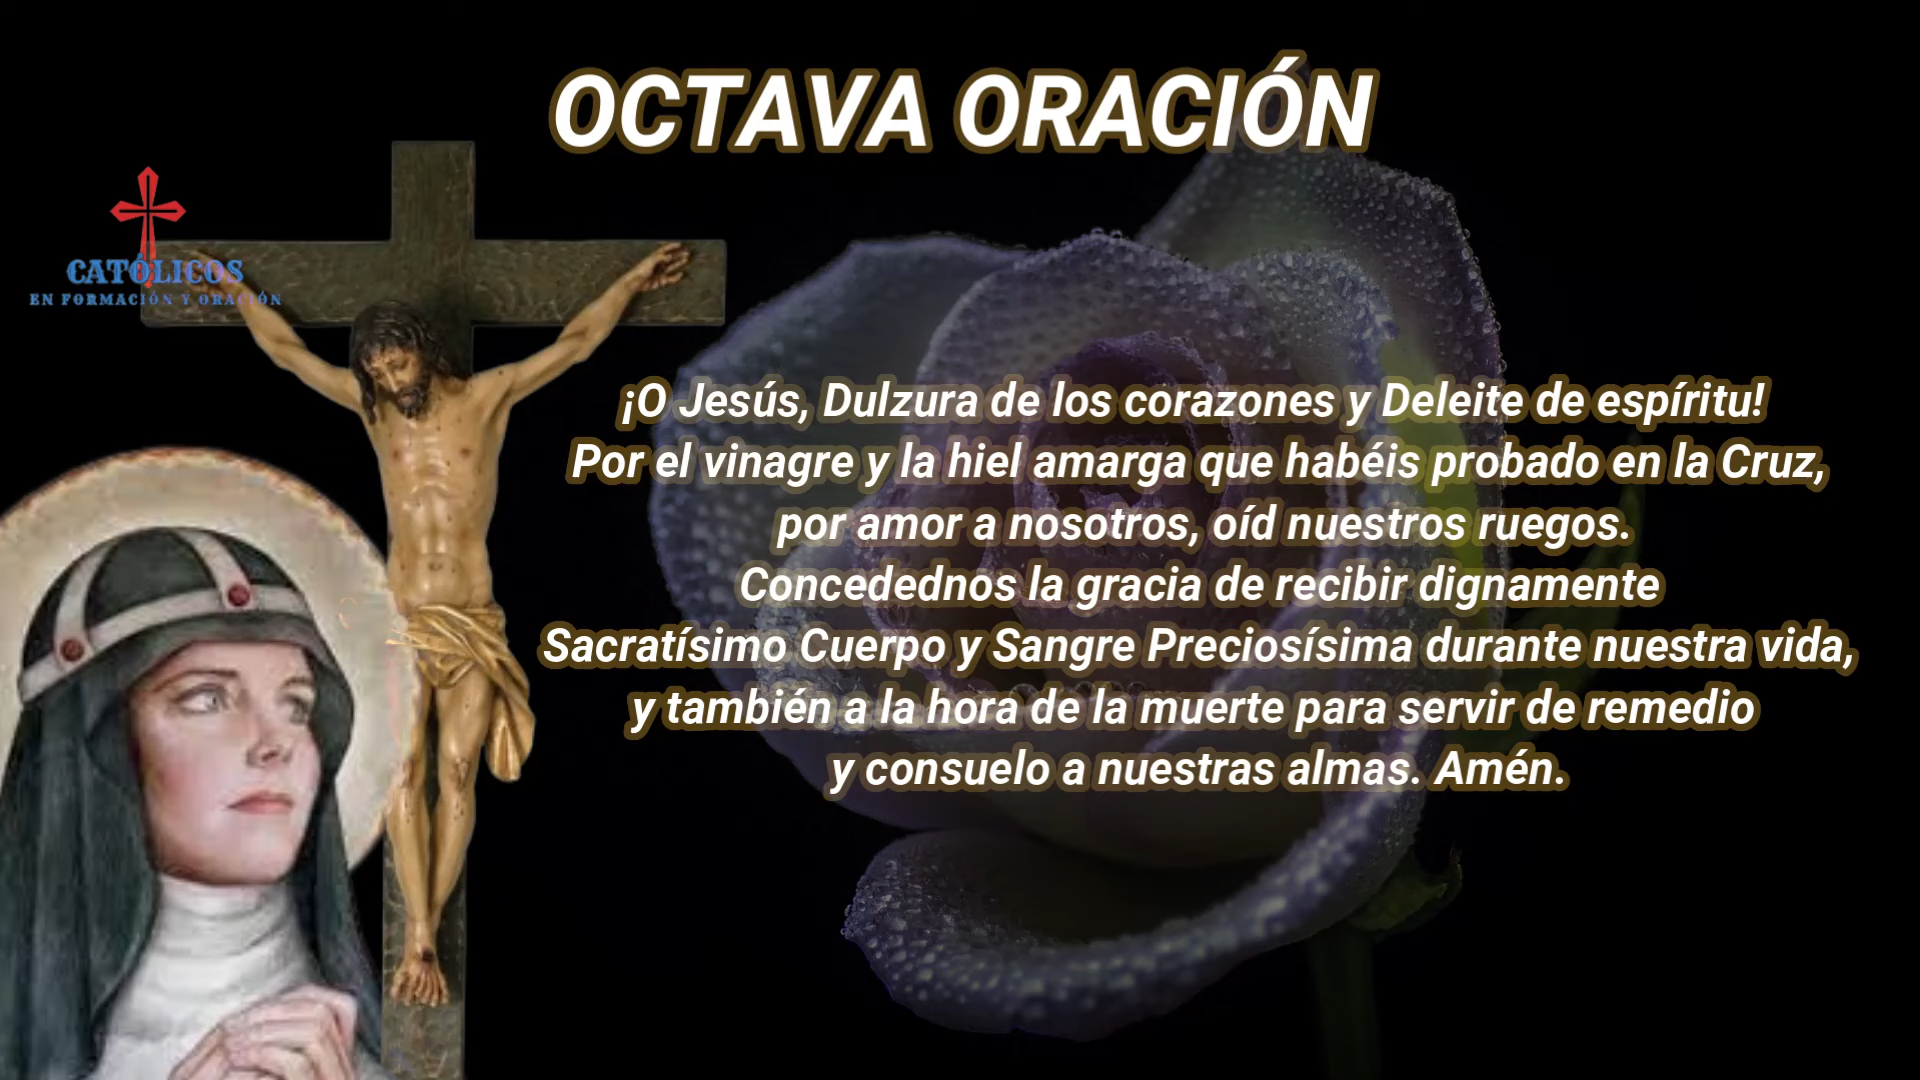 OCTAVA ORACIÓN
CATÓLICOS
EN FORMACIÓN Y ORACIÓN
¡O Jesús, Dulzura de los corazones y Deleite de espíritu!
Por el vinagre y la hiel amarga que habéis probado en la Cruz,
por amor a nosotros, oíd nuestros ruegos.
Concedednos la gracia de recibir dignamente
Sacratísimo Cuerpo y Sangre Preciosísima durante nuestra vida,
y también a la hora de la muerte para servir de remedio
y consuelo a nuestras almas. Amén.